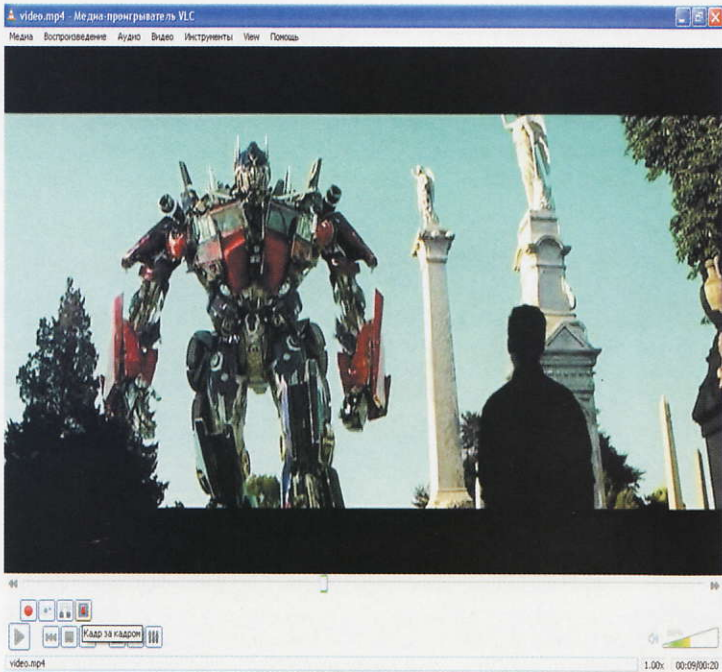 video.mp4 - Медиа-проигрыватель VLC
Медиа Воспроизведение Аудио Видео Инструменты View Помощь
Кадр за кадром
video.mp4
1.00x 00:09/00:20